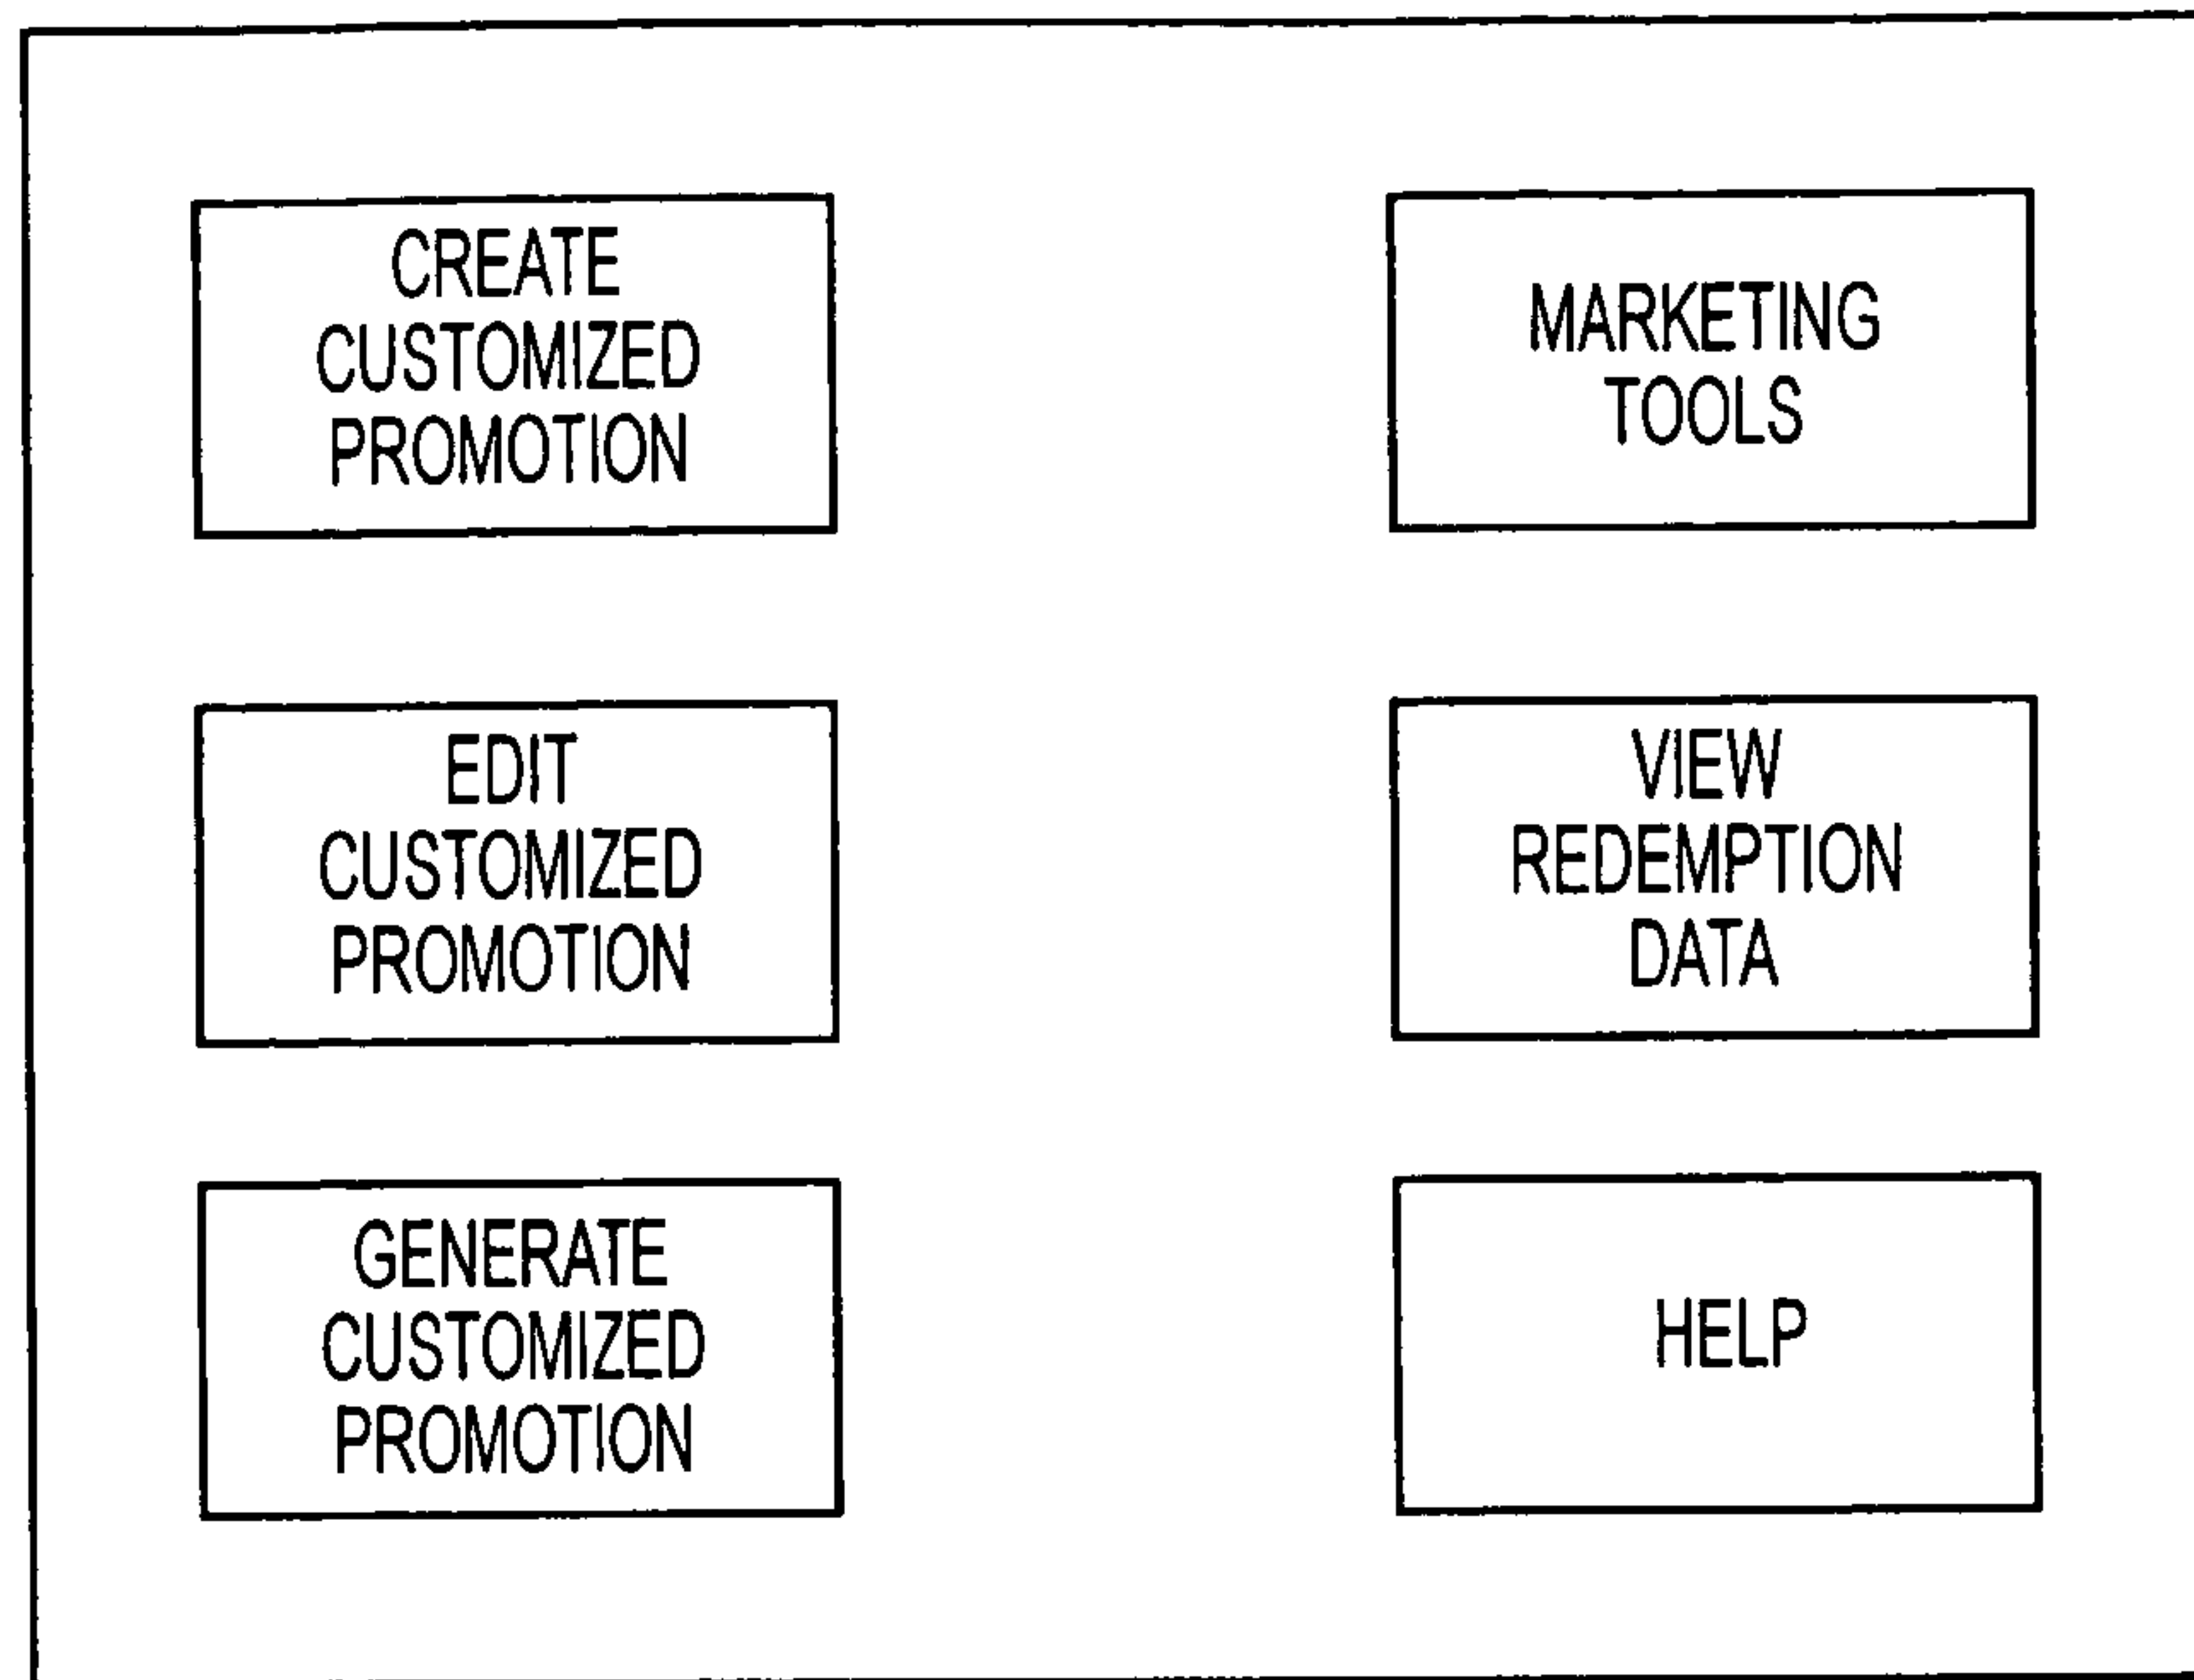 CREATE
CUSTOMIZED
PROMOTION
MARKETING
TOOLS
EDIT
CUSTOMIZED
PROMOTION
VIEW
REDEMPTION
DATA
GENERATE
CUSTOMIZED
PROMOTION
HELP